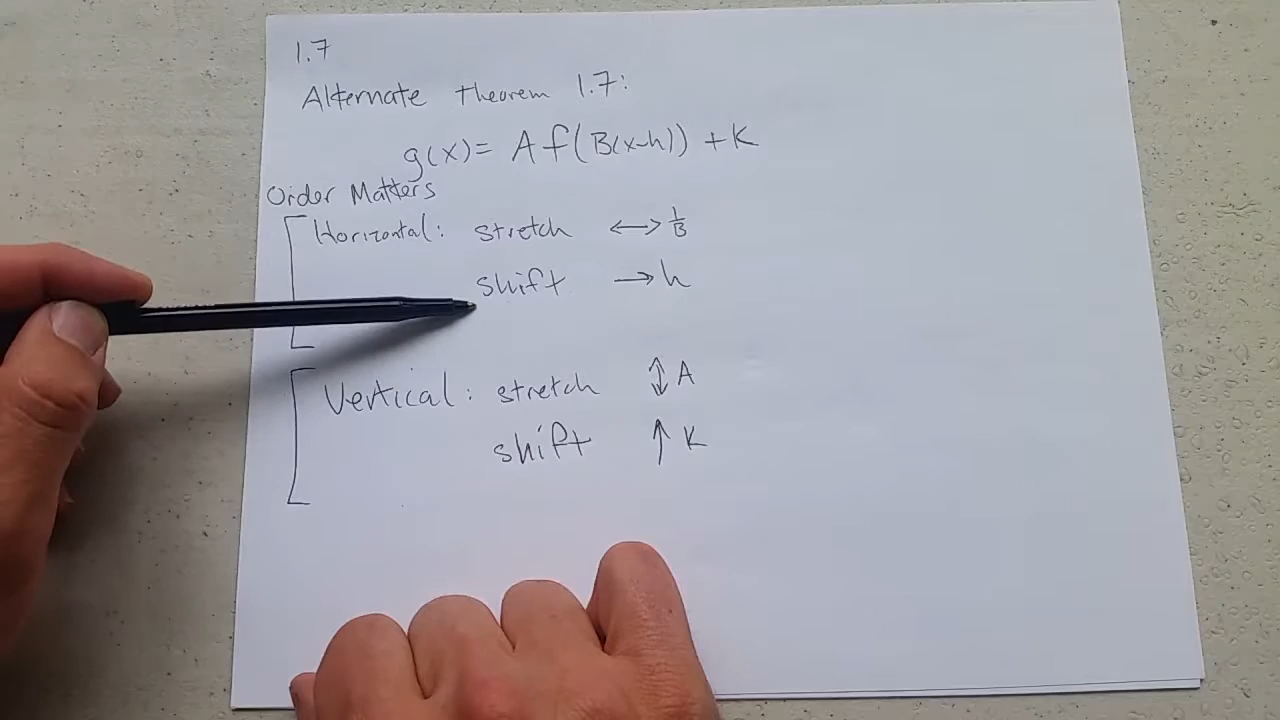 1.7
Alternate theorem 1.7:
g(x)= A f(B(x-h)) +K
Order Matters
Horizontal: stretch ↔ 1/B
shift → h
Vertical: stretch ↕ A
shift ↑ K